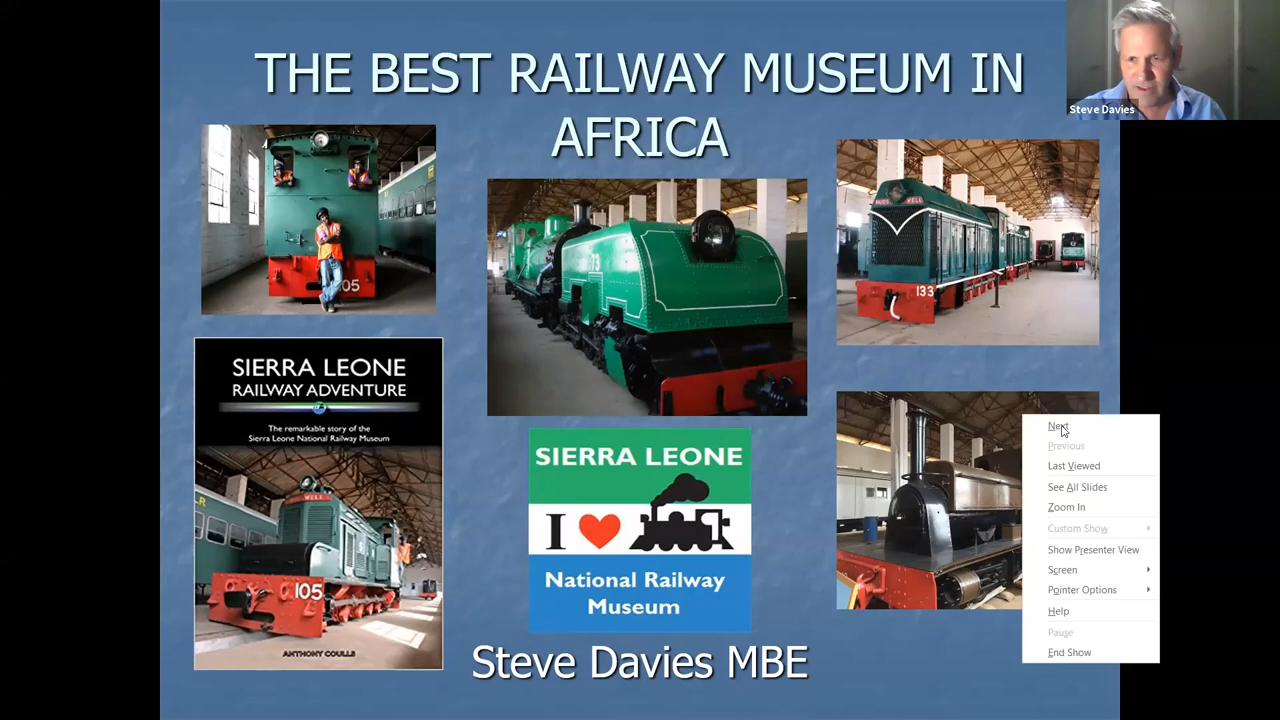 THE BEST RAILWAY MUSEUM IN
AFRICA
Steve Davies
05
73
WELL
133
SIERRA LEONE
RAILWAY ADVENTURE
The remarkable story of the
Sierra Leone National Railway Museum
WELL
105
ANTHONY COULLS
SIERRA LEONE
I
National Railway
Museum
Steve Davies MBE
Next
Previous
Last Viewed
See All Slides
Zoom In
Custom Show
Show Presenter View
Screen
Pointer Options
Help
Pause
End Show